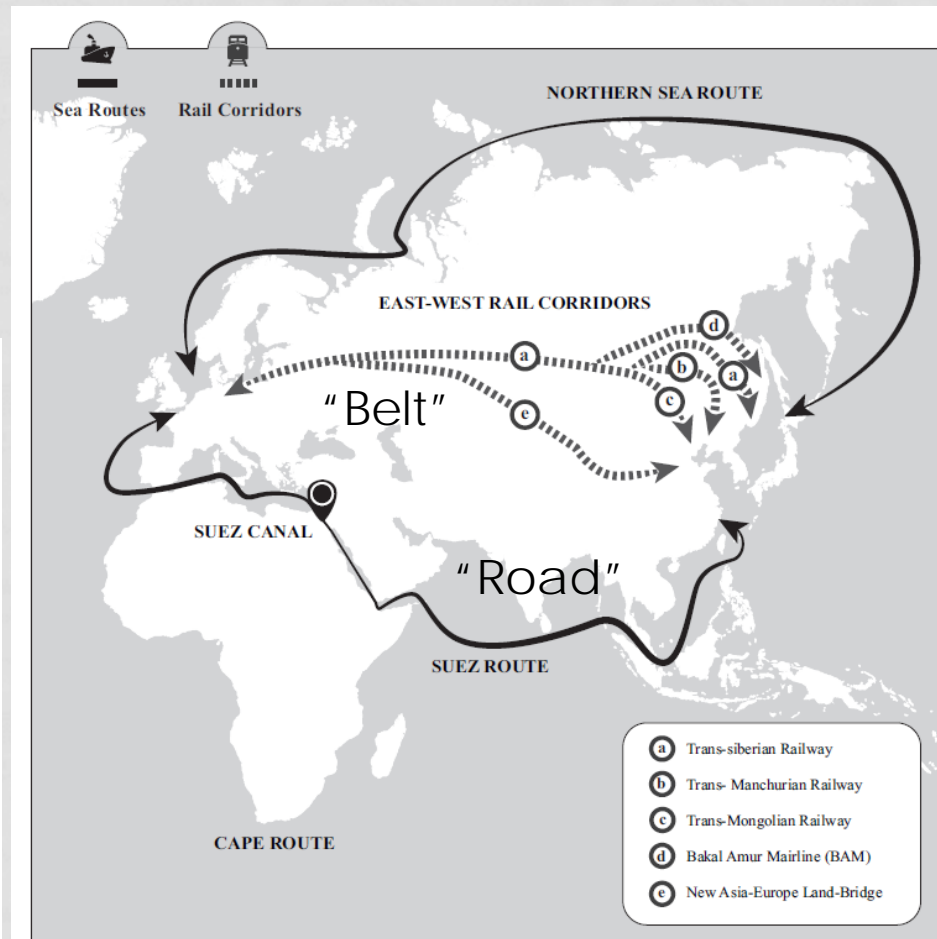 Sea Routes
Rail Corridors
NORTHERN SEA ROUTE
EAST-WEST RAIL CORRIDORS
d
a
b
a
c
e
"Belt"
SUEZ CANAL
"Road"
SUEZ ROUTE
CAPE ROUTE
a Trans-siberian Railway
b Trans- Manchurian Railway
c Trans-Mongolian Railway
d Bakal Amur Mairline (BAM)
e New Asia-Europe Land-Bridge